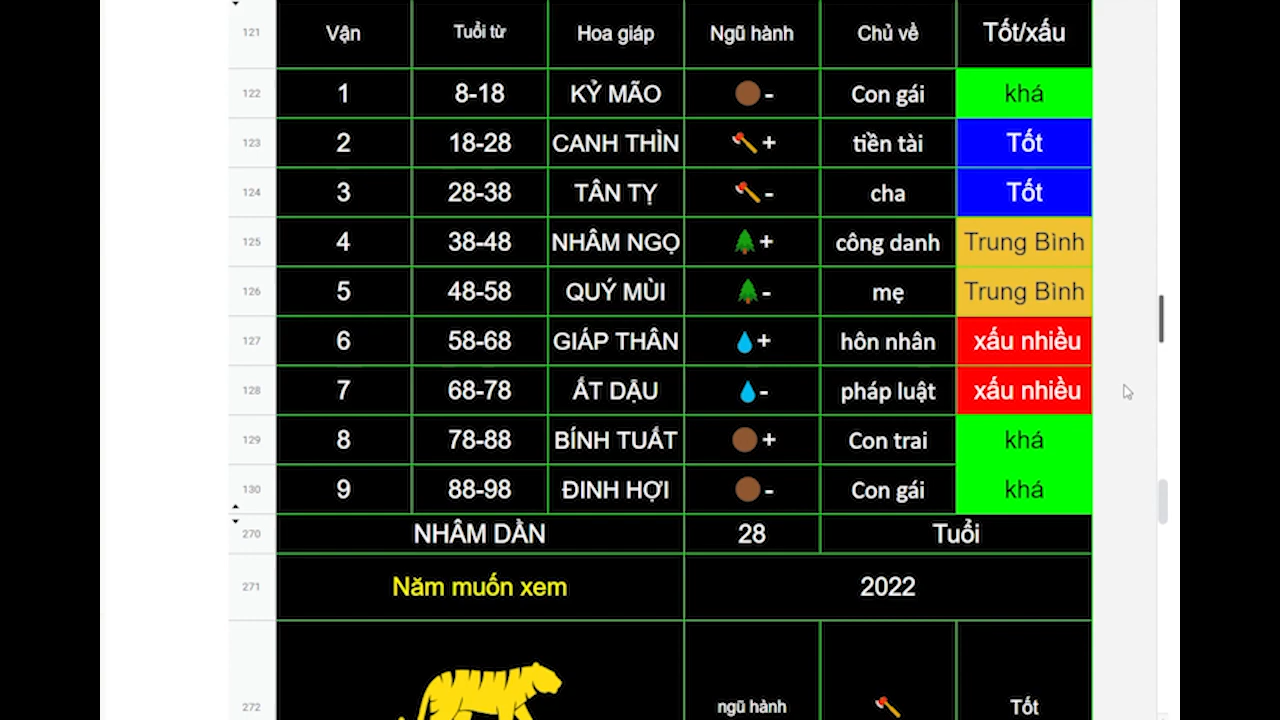 121 Vận Tuổi từ Hoa giáp Ngũ hành Chủ về Tốt/xấu
122 1 8-18 KỶ MÃO - Con gái khá
123 2 18-28 CANH THÌN + tiền tài Tốt
124 3 28-38 TÂN TỴ - cha Tốt
125 4 38-48 NHÂM NGỌ + công danh Trung Bình
126 5 48-58 QUÝ MÙI - mẹ Trung Bình
127 6 58-68 GIÁP THÂN + hôn nhân xấu nhiều
128 7 68-78 ẤT DẬU - pháp luật xấu nhiều
129 8 78-88 BÍNH TUẤT + Con trai khá
130 9 88-98 ĐINH HỢI - Con gái khá
270 NHÂM DẦN 28 Tuổi
271 Năm muốn xem 2022
272 ngũ hành Tốt